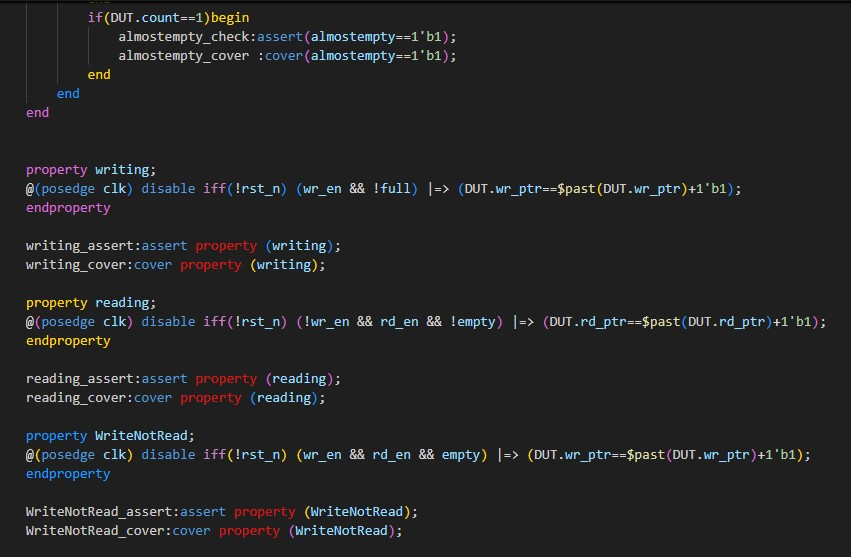 if(DUT.count==1)begin
almostempty_check:assert(almostempty==1'b1);
almostempty_cover :cover(almostempty==1'b1);
end
end
end
property writing;
@(posedge clk) disable iff(!rst_n) (wr_en && !full) |=> (DUT.wr_ptr==$past(DUT.wr_ptr)+1'b1);
endproperty
writing_assert:assert property (writing);
writing_cover:cover property (writing);
property reading;
@(posedge clk) disable iff(!rst_n) (!wr_en && rd_en && !empty) |=> (DUT.rd_ptr==$past(DUT.rd_ptr)+1'b1);
endproperty
reading_assert:assert property (reading);
reading_cover:cover property (reading);
property WriteNotRead;
@(posedge clk) disable iff(!rst_n) (wr_en && rd_en && empty) |=> (DUT.wr_ptr==$past(DUT.wr_ptr)+1'b1);
endproperty
WriteNotRead_assert:assert property (WriteNotRead);
WriteNotRead_cover:cover property (WriteNotRead);